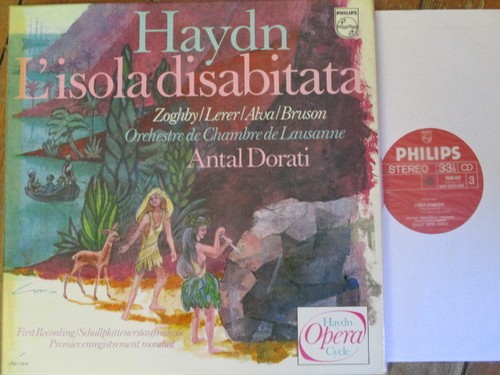 PHILIPS
Haydn
L'isola disabitata
Zoghby/Lerer/Alva/Bruson
Orchestre de Chambre de Lausanne
Antal Dorati
First Recording/Schallplattenerstaufnahme
Premier enregistrement mondial
Haydn
Opera
Cycle
PHILIPS
STEREO 33⅓
3